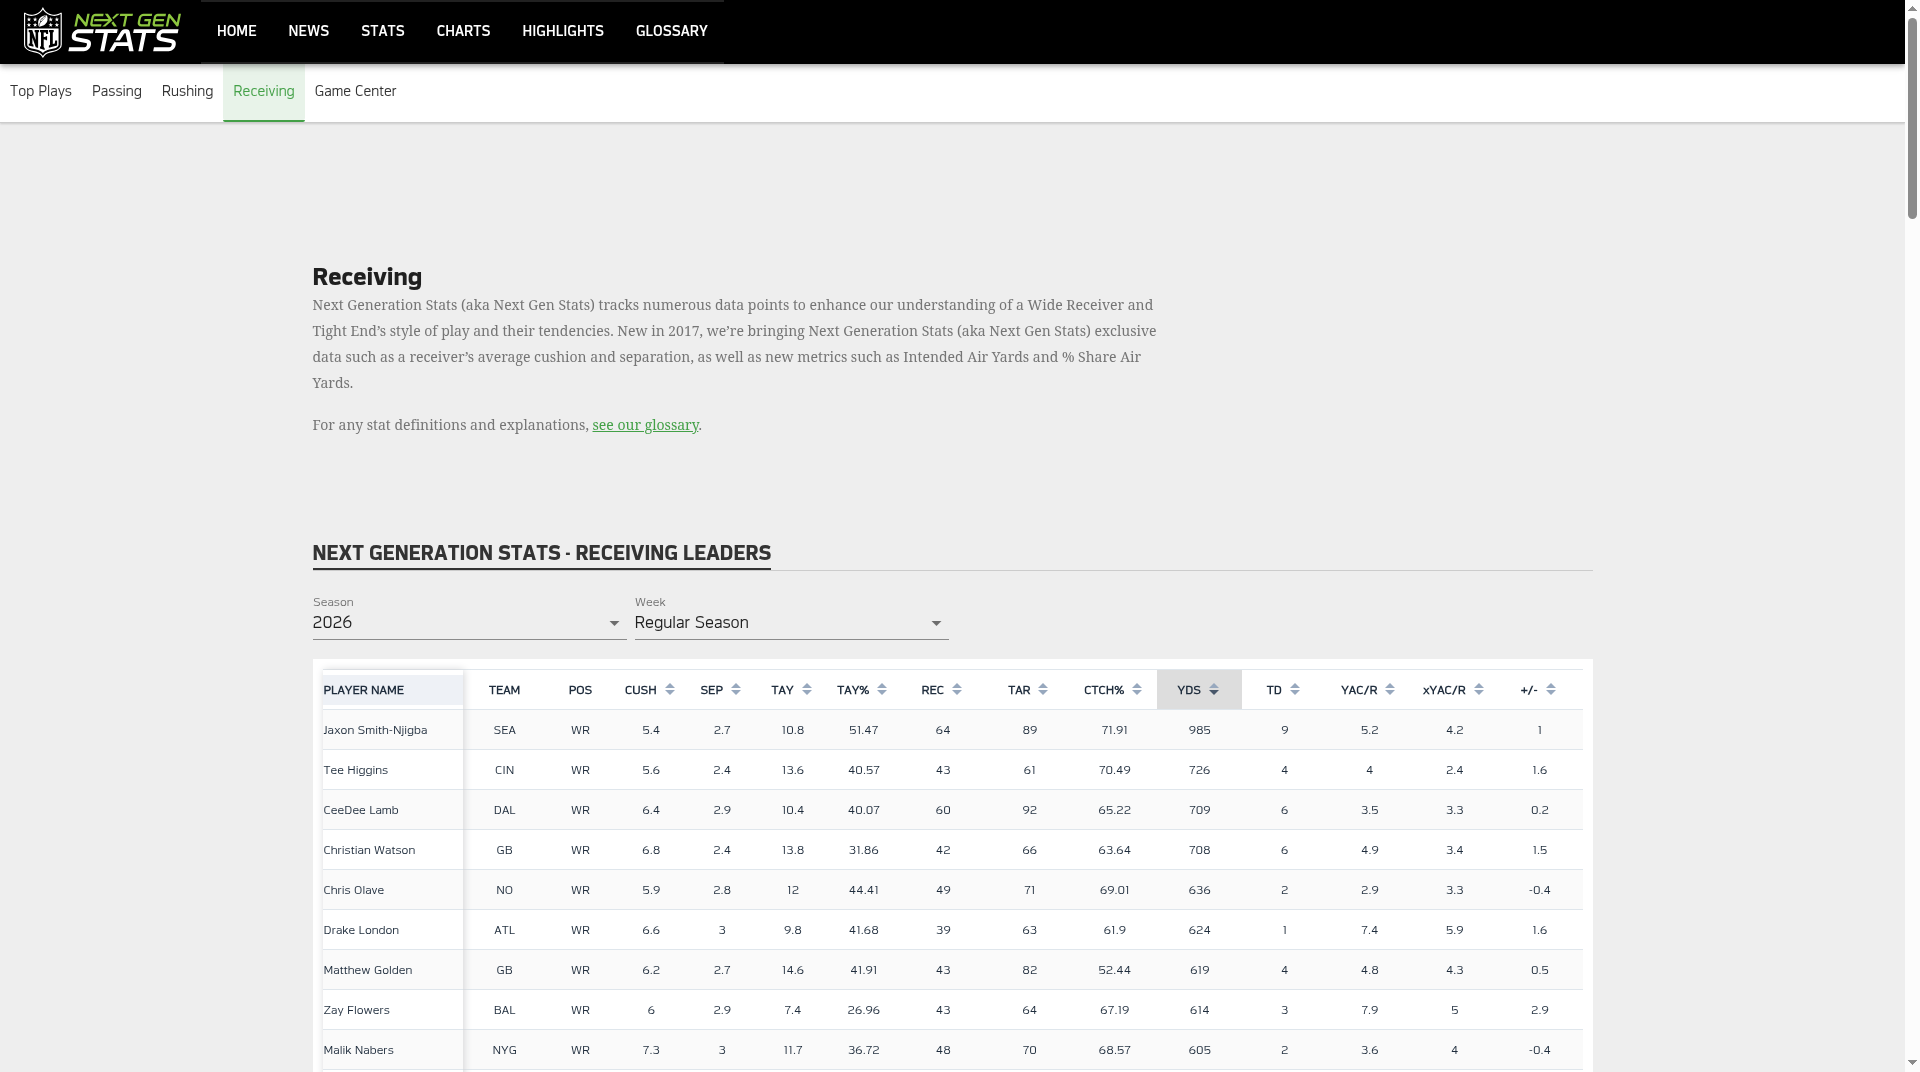 NFL NEXT GEN STATS
HOME NEWS STATS CHARTS HIGHLIGHTS GLOSSARY
Top Plays Passing Rushing Receiving Game Center
Receiving
Next Generation Stats (aka Next Gen Stats) tracks numerous data points to enhance our understanding of a Wide Receiver and
Tight End’s style of play and their tendencies. New in 2017, we’re bringing Next Generation Stats (aka Next Gen Stats) exclusive
data such as a receiver’s average cushion and separation, as well as new metrics such as Intended Air Yards and % Share Air
Yards.
For any stat definitions and explanations, see our glossary.
NEXT GENERATION STATS - RECEIVING LEADERS
Season Week
2026 Regular Season
PLAYER NAME TEAM POS CUSH SEP TAY TAY% REC TAR CTCH% YDS TD YAC/R xYAC/R +/-
Jaxon Smith-Njigba SEA WR 5.4 2.7 10.8 51.47 64 89 71.91 985 9 5.2 4.2 1
Tee Higgins CIN WR 5.6 2.4 13.6 40.57 43 61 70.49 726 4 4 2.4 1.6
CeeDee Lamb DAL WR 6.4 2.9 10.4 40.07 60 92 65.22 709 6 3.5 3.3 0.2
Christian Watson GB WR 6.8 2.4 13.8 31.86 42 66 63.64 708 6 4.9 3.4 1.5
Chris Olave NO WR 5.9 2.8 12 44.41 49 71 69.01 636 2 2.9 3.3 -0.4
Drake London ATL WR 6.6 3 9.8 41.68 39 63 61.9 624 1 7.4 5.9 1.6
Matthew Golden GB WR 6.2 2.7 14.6 41.91 43 82 52.44 619 4 4.8 4.3 0.5
Zay Flowers BAL WR 6 2.9 7.4 26.96 43 64 67.19 614 3 7.9 5 2.9
Malik Nabers NYG WR 7.3 3 11.7 36.72 48 70 68.57 605 2 3.6 4 -0.4